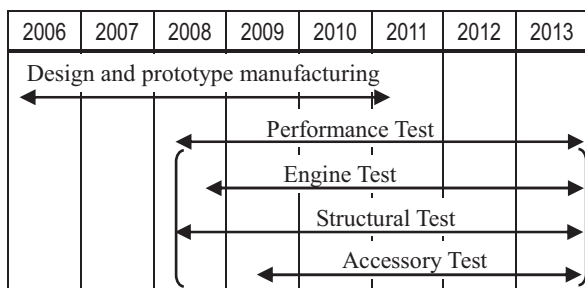 2006 2007 2008 2009 2010 2011 2012 2013
Design and prototype manufacturing
Performance Test
Engine Test
Structural Test
Accessory Test